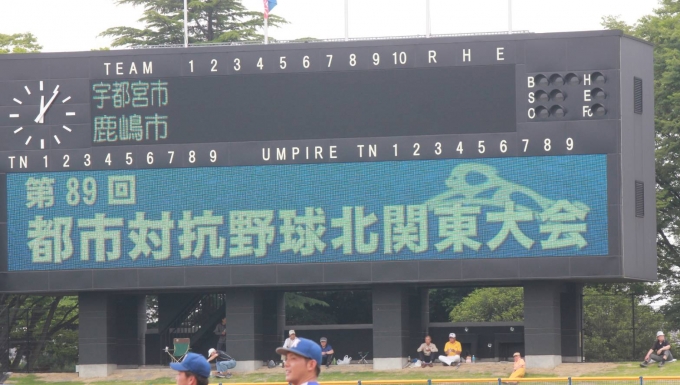 TEAM 1 2 3 4 5 6 7 8 9 10 R H E
宇都宮市
鹿嶋市
B H
S E
O Fc
TN 1 2 3 4 5 6 7 8 9 UMPIRE TN 1 2 3 4 5 6 7 8 9
第89回
都市対抗野球北関東大会